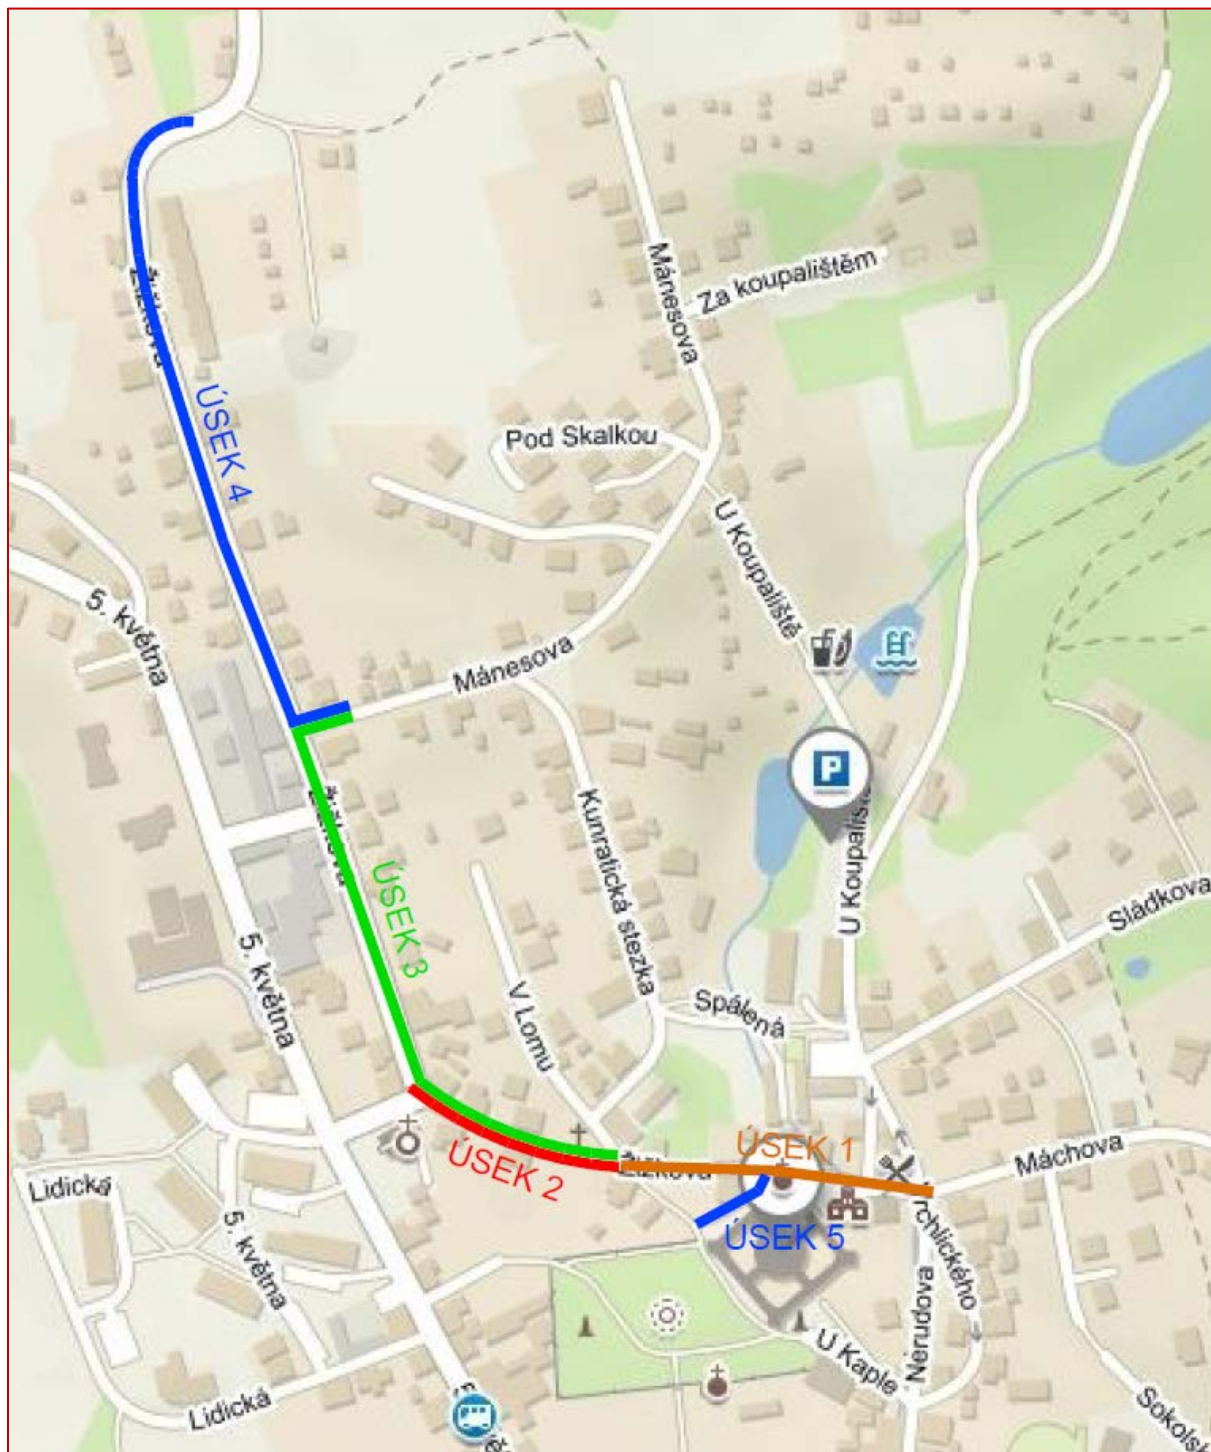 Mánesova
Za koupalištěm
Žižkova
ÚSEK 4
Pod Skalkou
U Koupaliště
5. května
Mánesova
P
Žižkova
Kunratická stezka
U Koupaliště
ÚSEK 3
Sládkova
5. května
V Lomu
Spálená
ÚSEK 1
ÚSEK 2
Žižkova
Máchova
Lidická
5. května
ÚSEK 5
Nerudova
U Kaple
Lidická